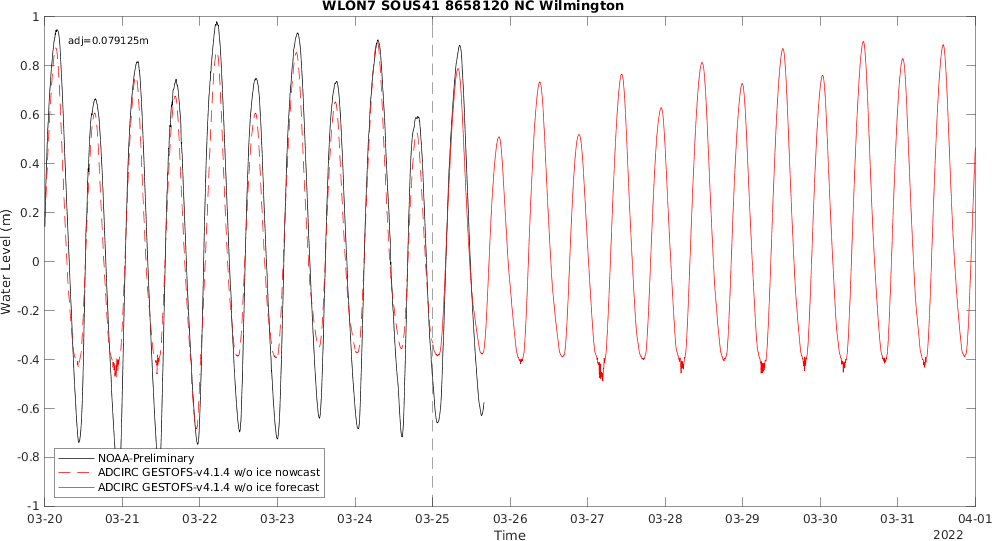 WLON7 SOUS41 8658120 NC Wilmington
adj=0.079125m
1
0.8
0.6
0.4
0.2
0
-0.2
-0.4
-0.6
-0.8
-1
Water Level (m)
NOAA-Preliminary
ADCIRC GESTOFS-v4.1.4 w/o ice nowcast
ADCIRC GESTOFS-v4.1.4 w/o ice forecast
03-20 03-21 03-22 03-23 03-24 03-25 03-26 03-27 03-28 03-29 03-30 03-31 04-01
Time
2022